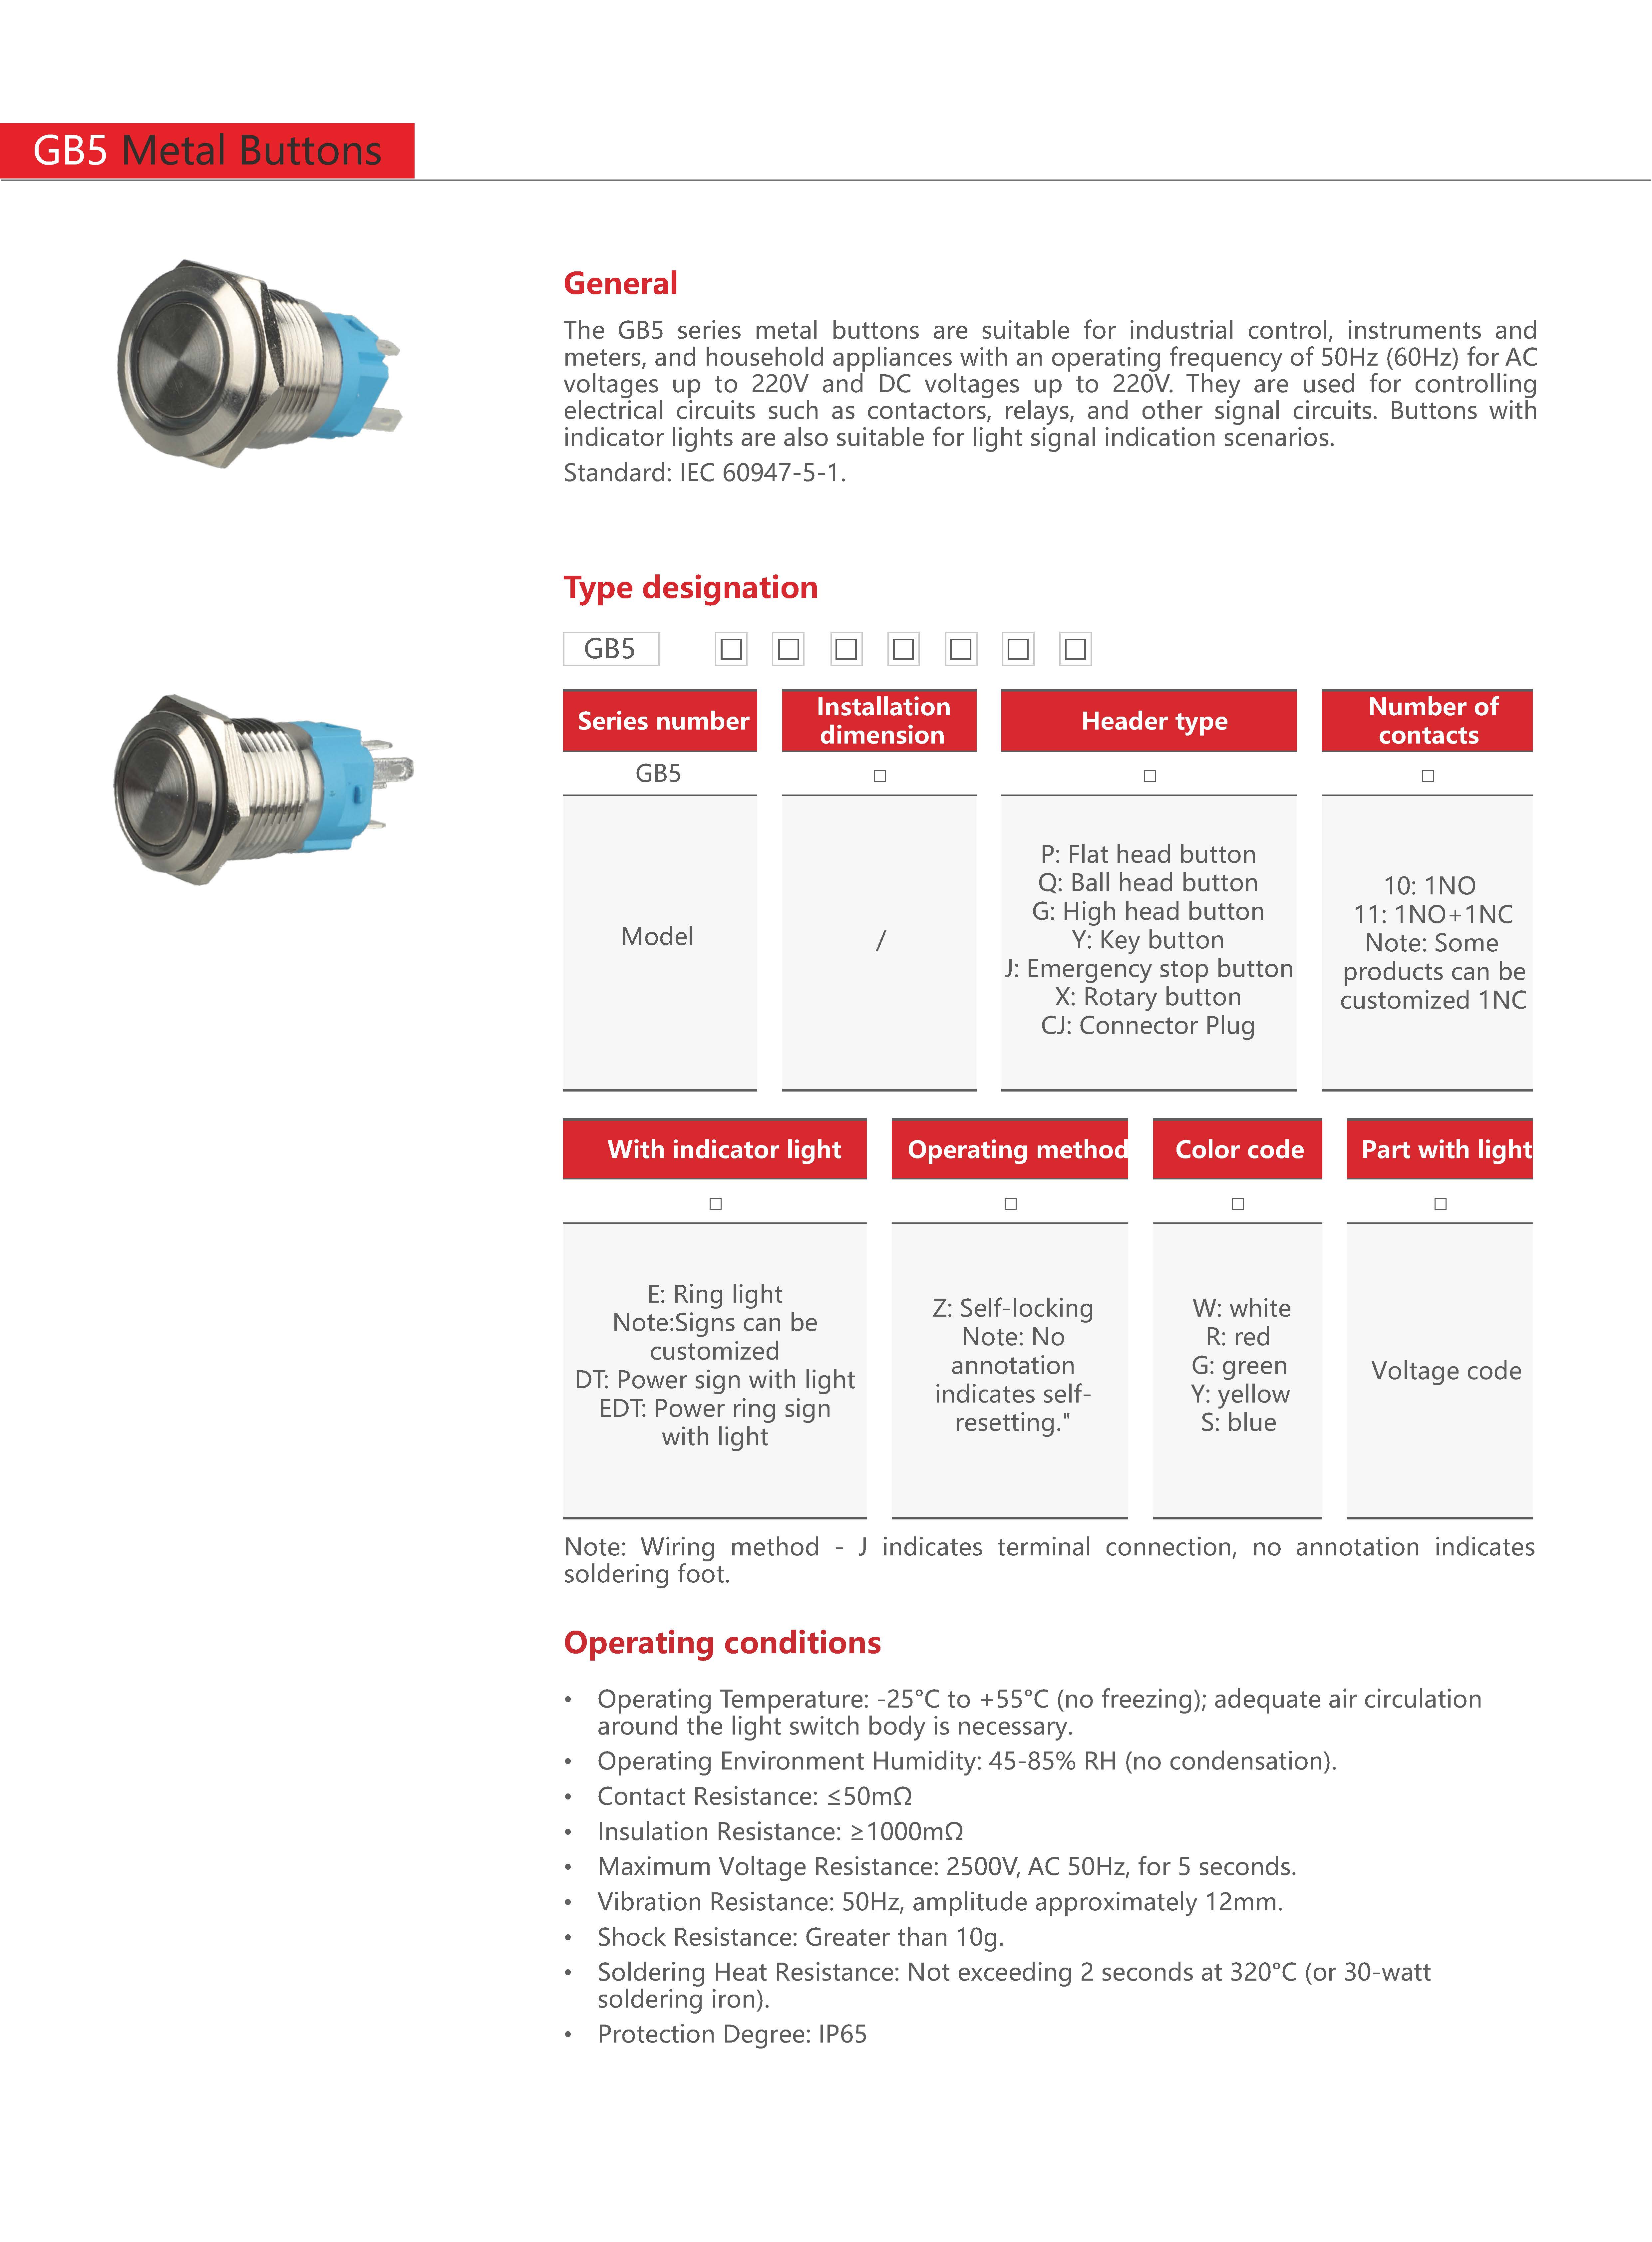 GB5 Metal Buttons
General
The GB5 series metal buttons are suitable for industrial control, instruments and
meters, and household appliances with an operating frequency of 50Hz (60Hz) for AC
voltages up to 220V and DC voltages up to 220V. They are used for controlling
electrical circuits such as contactors, relays, and other signal circuits. Buttons with
indicator lights are also suitable for light signal indication scenarios.
Standard: IEC 60947-5-1.
Type designation
GB5 □ □ □ □ □ □ □
Series number
Installation
dimension
Header type
Number of
contacts
GB5 □ □ □
Model
/
P: Flat head button
Q: Ball head button
G: High head button
Y: Key button
J: Emergency stop button
X: Rotary button
CJ: Connector Plug
10: 1NO
11: 1NO+1NC
Note: Some
products can be
customized 1NC
With indicator light
Operating method
Color code
Part with light
□ □ □ □
E: Ring light
Note:Signs can be
customized
DT: Power sign with light
EDT: Power ring sign
with light
Z: Self-locking
Note: No
annotation
indicates self-
resetting."
W: white
R: red
G: green
Y: yellow
S: blue
Voltage code
Note: Wiring method - J indicates terminal connection, no annotation indicates
soldering foot.
Operating conditions
• Operating Temperature: -25°C to +55°C (no freezing); adequate air circulation
around the light switch body is necessary.
• Operating Environment Humidity: 45-85% RH (no condensation).
• Contact Resistance: ≤50mΩ
• Insulation Resistance: ≥1000mΩ
• Maximum Voltage Resistance: 2500V, AC 50Hz, for 5 seconds.
• Vibration Resistance: 50Hz, amplitude approximately 12mm.
• Shock Resistance: Greater than 10g.
• Soldering Heat Resistance: Not exceeding 2 seconds at 320°C (or 30-watt
soldering iron).
• Protection Degree: IP65